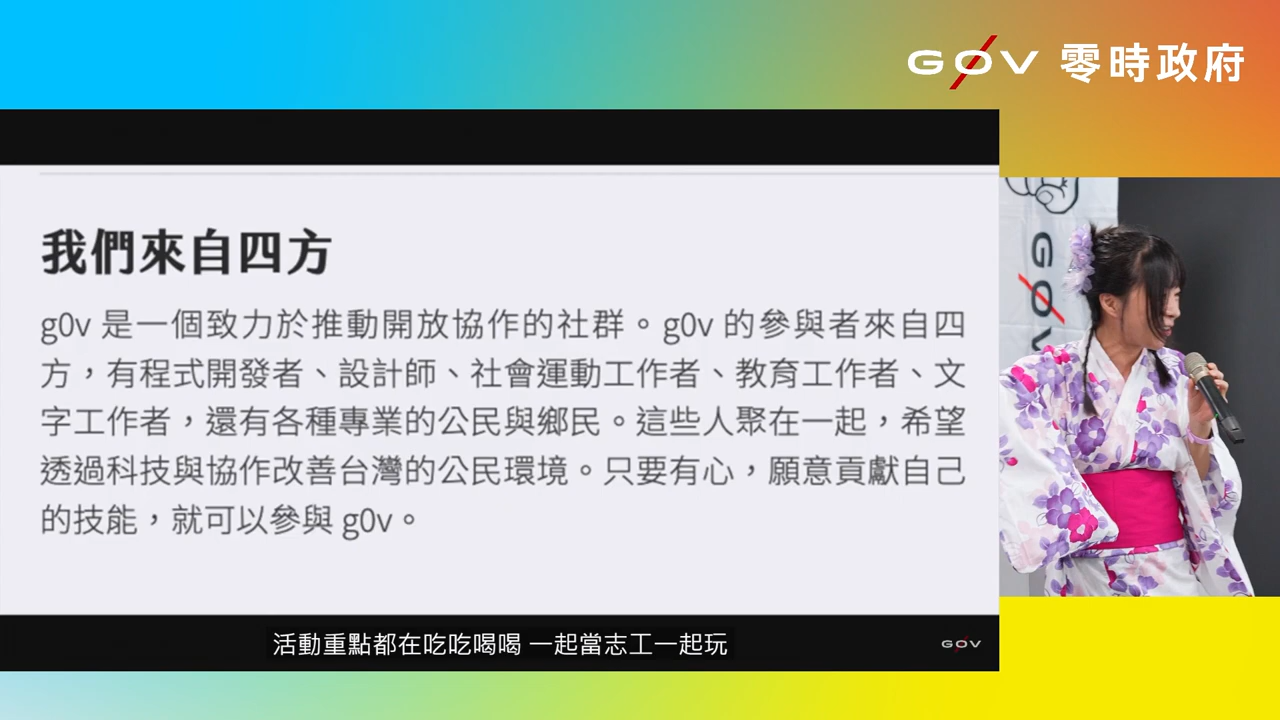 G0V 零時政府
我們來自四方
g0v 是一個致力於推動開放協作的社群。g0v 的參與者來自四
方，有程式開發者、設計師、社會運動工作者、教育工作者、文
字工作者，還有各種專業的公民與鄉民。這些人聚在一起，希望
透過科技與協作改善台灣的公民環境。只要有心，願意貢獻自己
的技能，就可以參與 g0v。
G0V
活動重點都在吃吃喝喝 一起當志工一起玩
G0V